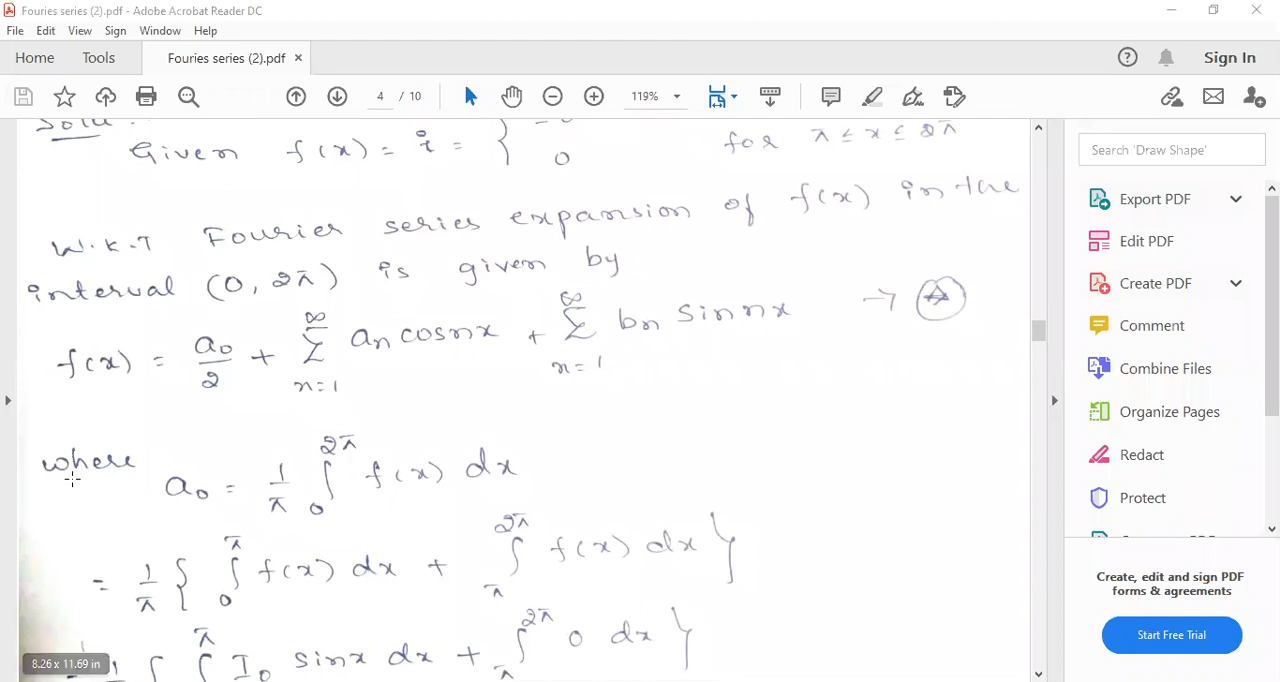 Fouries series (2).pdf - Adobe Acrobat Reader DC
File Edit View Sign Window Help
Home Tools Fouries series (2).pdf × Sign In
4 / 10 119%
Solu:
Given f(x) = i = { 0 for π ≤ x ≤ 2π
W.K.T Fourier series expansion of f(x) in the
interval (0, 2π) is given by
f(x) = a₀/2 + ∞ Σ n=1 aₙ cosnx + ∞ Σ n=1 bₙ sin nx → Ⓐ
where a₀ = 1/π ∫₀^2π f(x) dx
= 1/π { ∫₀^π f(x) dx + ∫_π^2π f(x) dx }
∫^π I₀ sinx dx + ∫_π^2π 0 dx }
8.26 x 11.69 in
Search 'Draw Shape'
Export PDF
Edit PDF
Create PDF
Comment
Combine Files
Organize Pages
Redact
Protect
Create, edit and sign PDF
forms & agreements
Start Free Trial